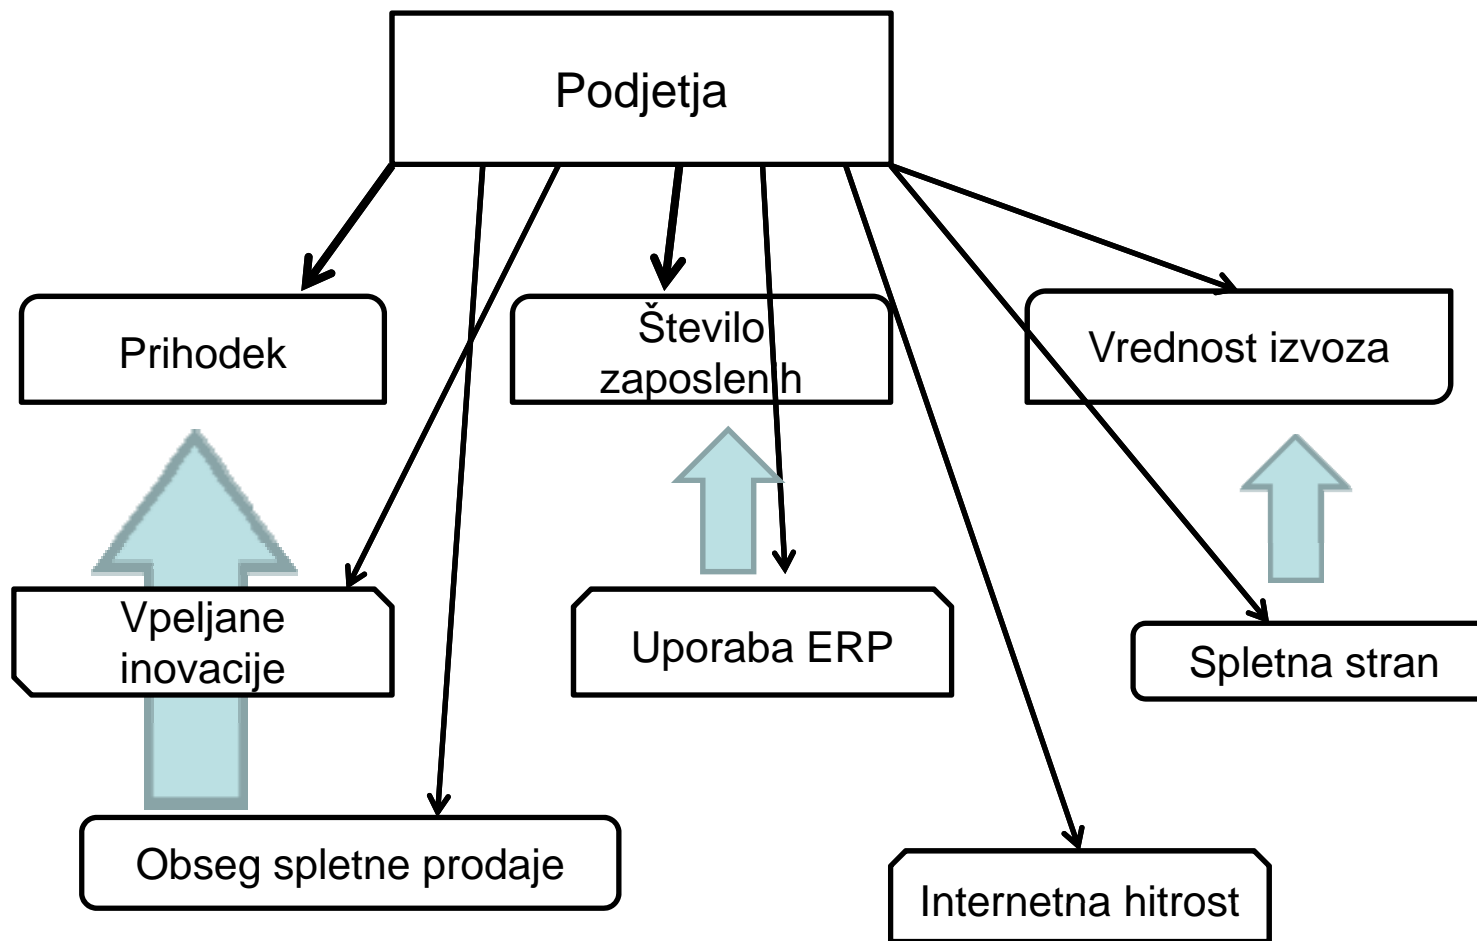 Podjetja
Prihodek
Število
zaposlenih
Vrednost izvoza
Vpeljane
inovacije
Uporaba ERP
Spletna stran
Obseg spletne prodaje
Internetna hitrost